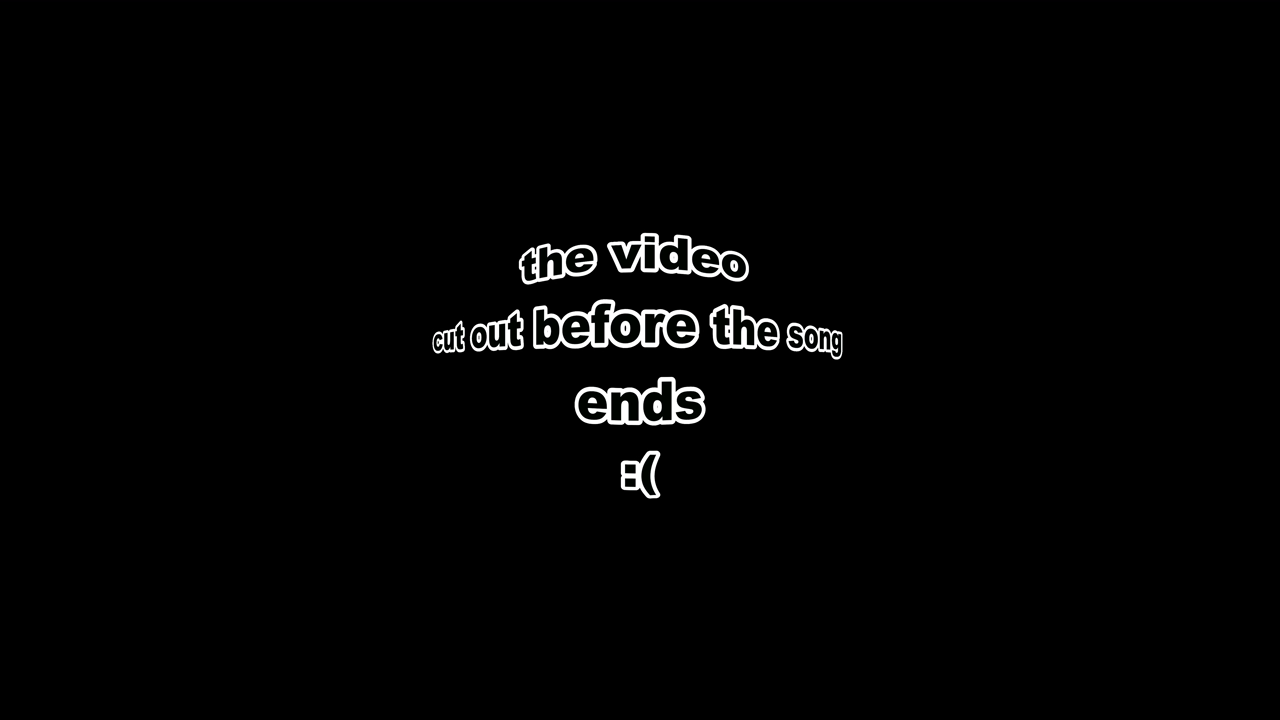 the video
cut out before the song
ends
:(